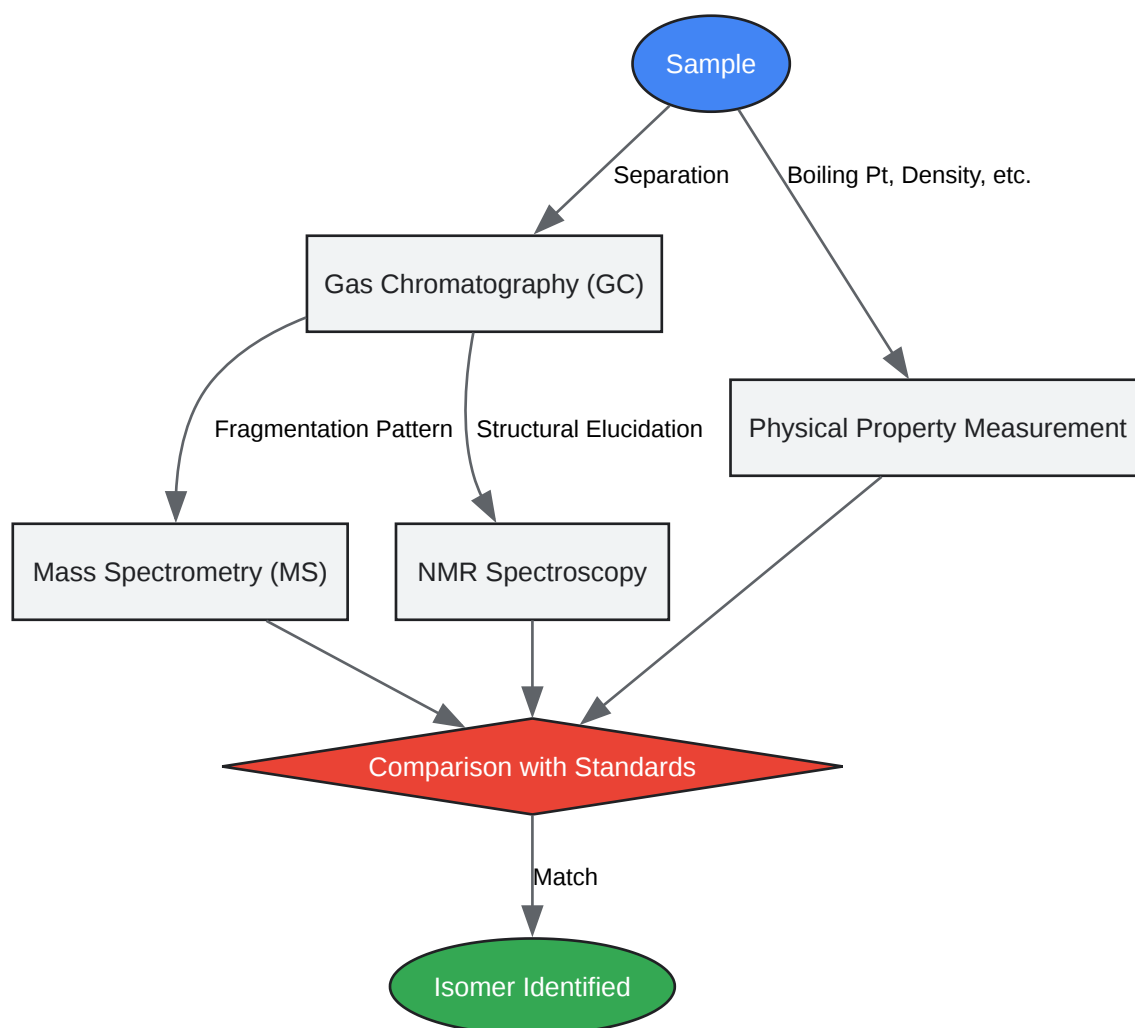 Sample
Separation
Boiling Pt, Density, etc.
Gas Chromatography (GC)
Fragmentation Pattern
Structural Elucidation
Physical Property Measurement
Mass Spectrometry (MS)
NMR Spectroscopy
Comparison with Standards
Match
Isomer Identified